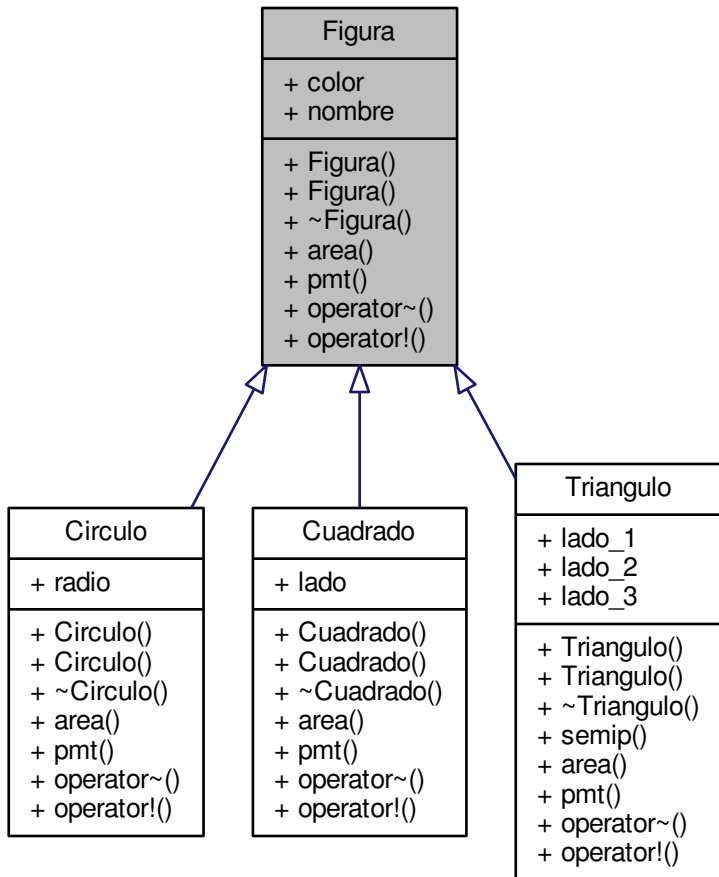 Figura
+ color
+ nombre
+ Figura()
+ Figura()
+ ~Figura()
+ area()
+ pmt()
+ operator~()
+ operator!()
Circulo
+ radio
+ Circulo()
+ Circulo()
+ ~Circulo()
+ area()
+ pmt()
+ operator~()
+ operator!()
Cuadrado
+ lado
+ Cuadrado()
+ Cuadrado()
+ ~Cuadrado()
+ area()
+ pmt()
+ operator~()
+ operator!()
Triangulo
+ lado_1
+ lado_2
+ lado_3
+ Triangulo()
+ Triangulo()
+ ~Triangulo()
+ semip()
+ area()
+ pmt()
+ operator~()
+ operator!()